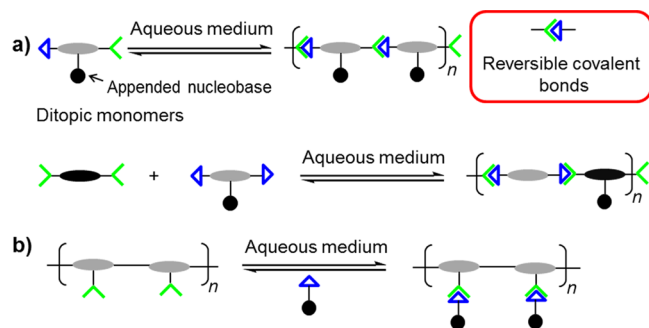 a)
Aqueous medium
n
Reversible covalent
bonds
Appended nucleobase
Ditopic monomers
+
Aqueous medium
n
b)
Aqueous medium
n
n